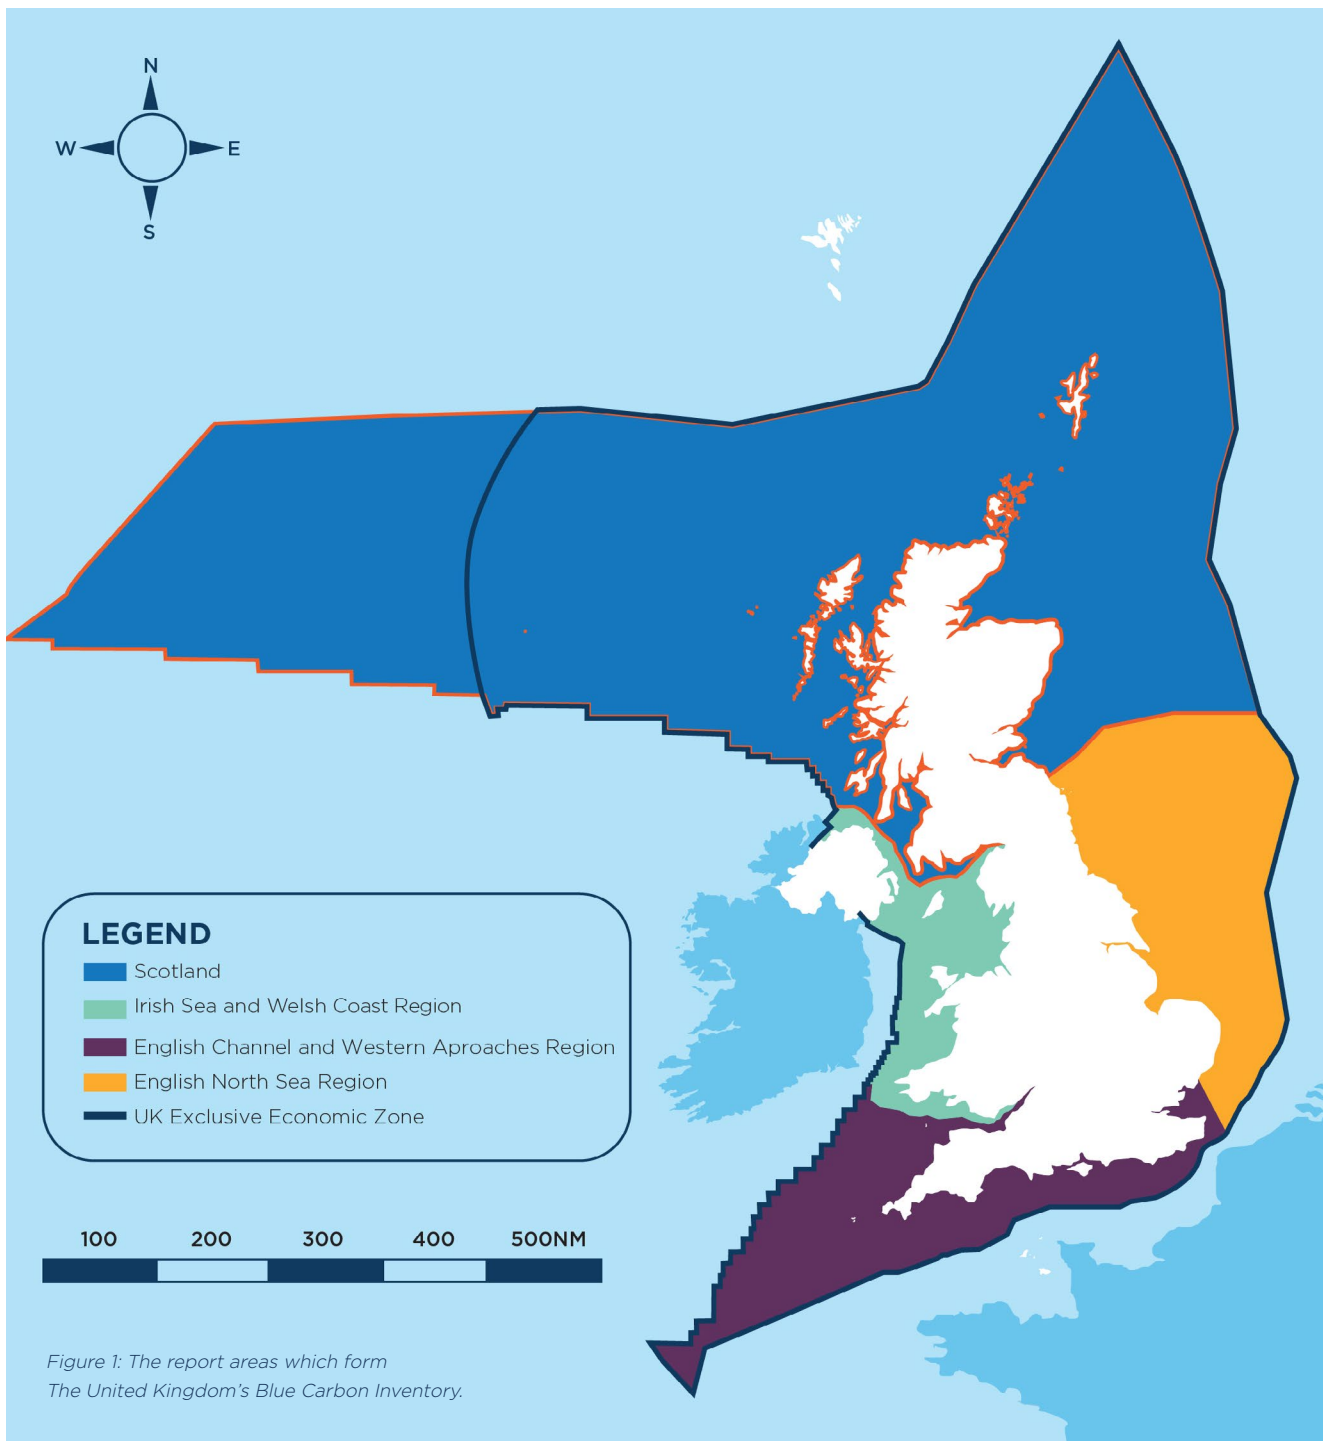 N
W E
S
LEGEND
Scotland
Irish Sea and Welsh Coast Region
English Channel and Western Aproaches Region
English North Sea Region
UK Exclusive Economic Zone
100 200 300 400 500NM
Figure 1: The report areas which form
The United Kingdom's Blue Carbon Inventory.